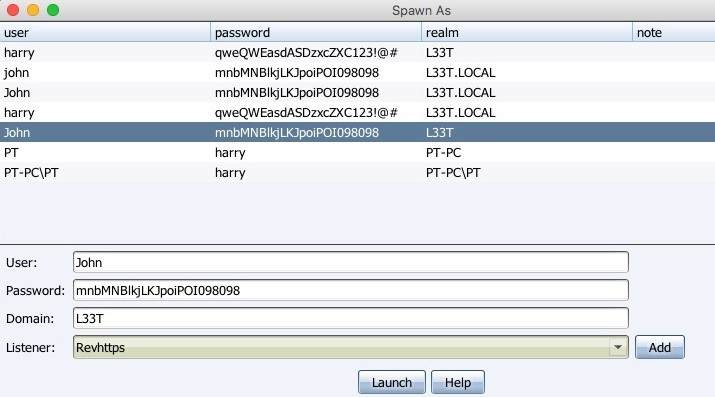 Spawn As
user password realm note
harry qweQWEasdASDzxcZXC123!@# L33T
john mnbMNBlkjLKJpoiPOI098098 L33T.LOCAL
John mnbMNBlkjLKJpoiPOI098098 L33T.LOCAL
harry qweQWEasdASDzxcZXC123!@# L33T.LOCAL
John mnbMNBlkjLKJpoiPOI098098 L33T
PT harry PT-PC
PT-PC\PT harry PT-PC\PT
User: John
Password: mnbMNBlkjLKJpoiPOI098098
Domain: L33T
Listener: Revhttps Add
Launch Help